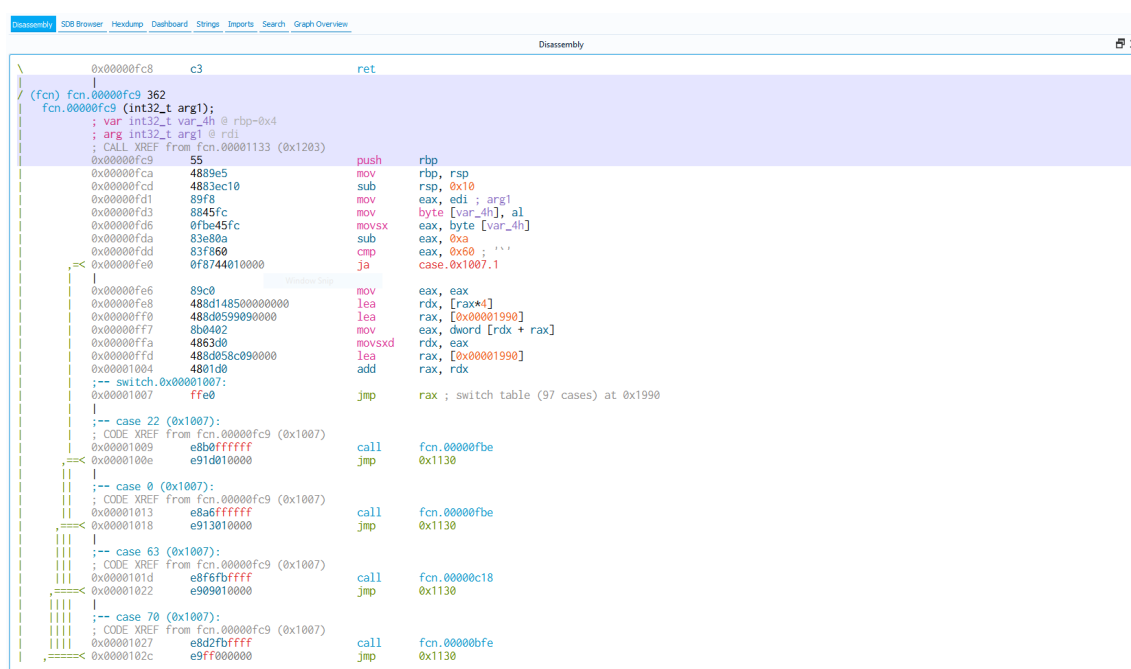 Disassembly SDB Browser Hexdump Dashboard Strings Imports Search Graph Overview
Disassembly
\ 0x00000fc8 c3 ret
|
/ (fcn) fcn.00000fc9 362
| fcn.00000fc9 (int32_t arg1);
| ; var int32_t var_4h @ rbp-0x4
| ; arg int32_t arg1 @ rdi
| ; CALL XREF from fcn.00001133 (0x1203)
| 0x00000fc9 55 push rbp
| 0x00000fca 4889e5 mov rbp, rsp
| 0x00000fcd 4883ec10 sub rsp, 0x10
| 0x00000fd1 89f8 mov eax, edi ; arg1
| 0x00000fd3 8845fc mov byte [var_4h], al
| 0x00000fd6 0fbe45fc movsx eax, byte [var_4h]
| 0x00000fda 83e80a sub eax, 0xa
| 0x00000fdd 83f860 cmp eax, 0x60 ; '`'
| ,=< 0x00000fe0 0f8744010000 ja case.0x1007.1
| | |
| | 0x00000fe6 89c0 mov eax, eax
| | 0x00000fe8 488d148500000000 lea rdx, [rax*4]
| | 0x00000ff0 488d0599090000 lea rax, [0x00001990]
| | 0x00000ff7 8b0402 mov eax, dword [rdx + rax]
| | 0x00000ffa 4863d0 movsxd rdx, eax
| | 0x00000ffd 488d058c090000 lea rax, [0x00001990]
| | 0x00001004 4801d0 add rax, rdx
| | ;-- switch.0x00001007:
| | 0x00001007 ffe0 jmp rax ; switch table (97 cases) at 0x1990
| | |
| | ;-- case 22 (0x1007):
| | ; CODE XREF from fcn.00000fc9 (0x1007)
| | 0x00001009 e8b0ffffff call fcn.00000fbe
| ,==< 0x0000100e e91d010000 jmp 0x1130
| || |
| || ;-- case 0 (0x1007):
| || ; CODE XREF from fcn.00000fc9 (0x1007)
| || 0x00001013 e8a6ffffff call fcn.00000fbe
| ,===< 0x00001018 e913010000 jmp 0x1130
| ||| |
| ||| ;-- case 63 (0x1007):
| ||| ; CODE XREF from fcn.00000fc9 (0x1007)
| ||| 0x0000101d e8f6fbffff call fcn.00000c18
| ,====< 0x00001022 e909010000 jmp 0x1130
| |||| |
| |||| ;-- case 70 (0x1007):
| |||| ; CODE XREF from fcn.00000fc9 (0x1007)
| |||| 0x00001027 e8d2fbffff call fcn.00000bfe
| ,=====< 0x0000102c e9ff000000 jmp 0x1130